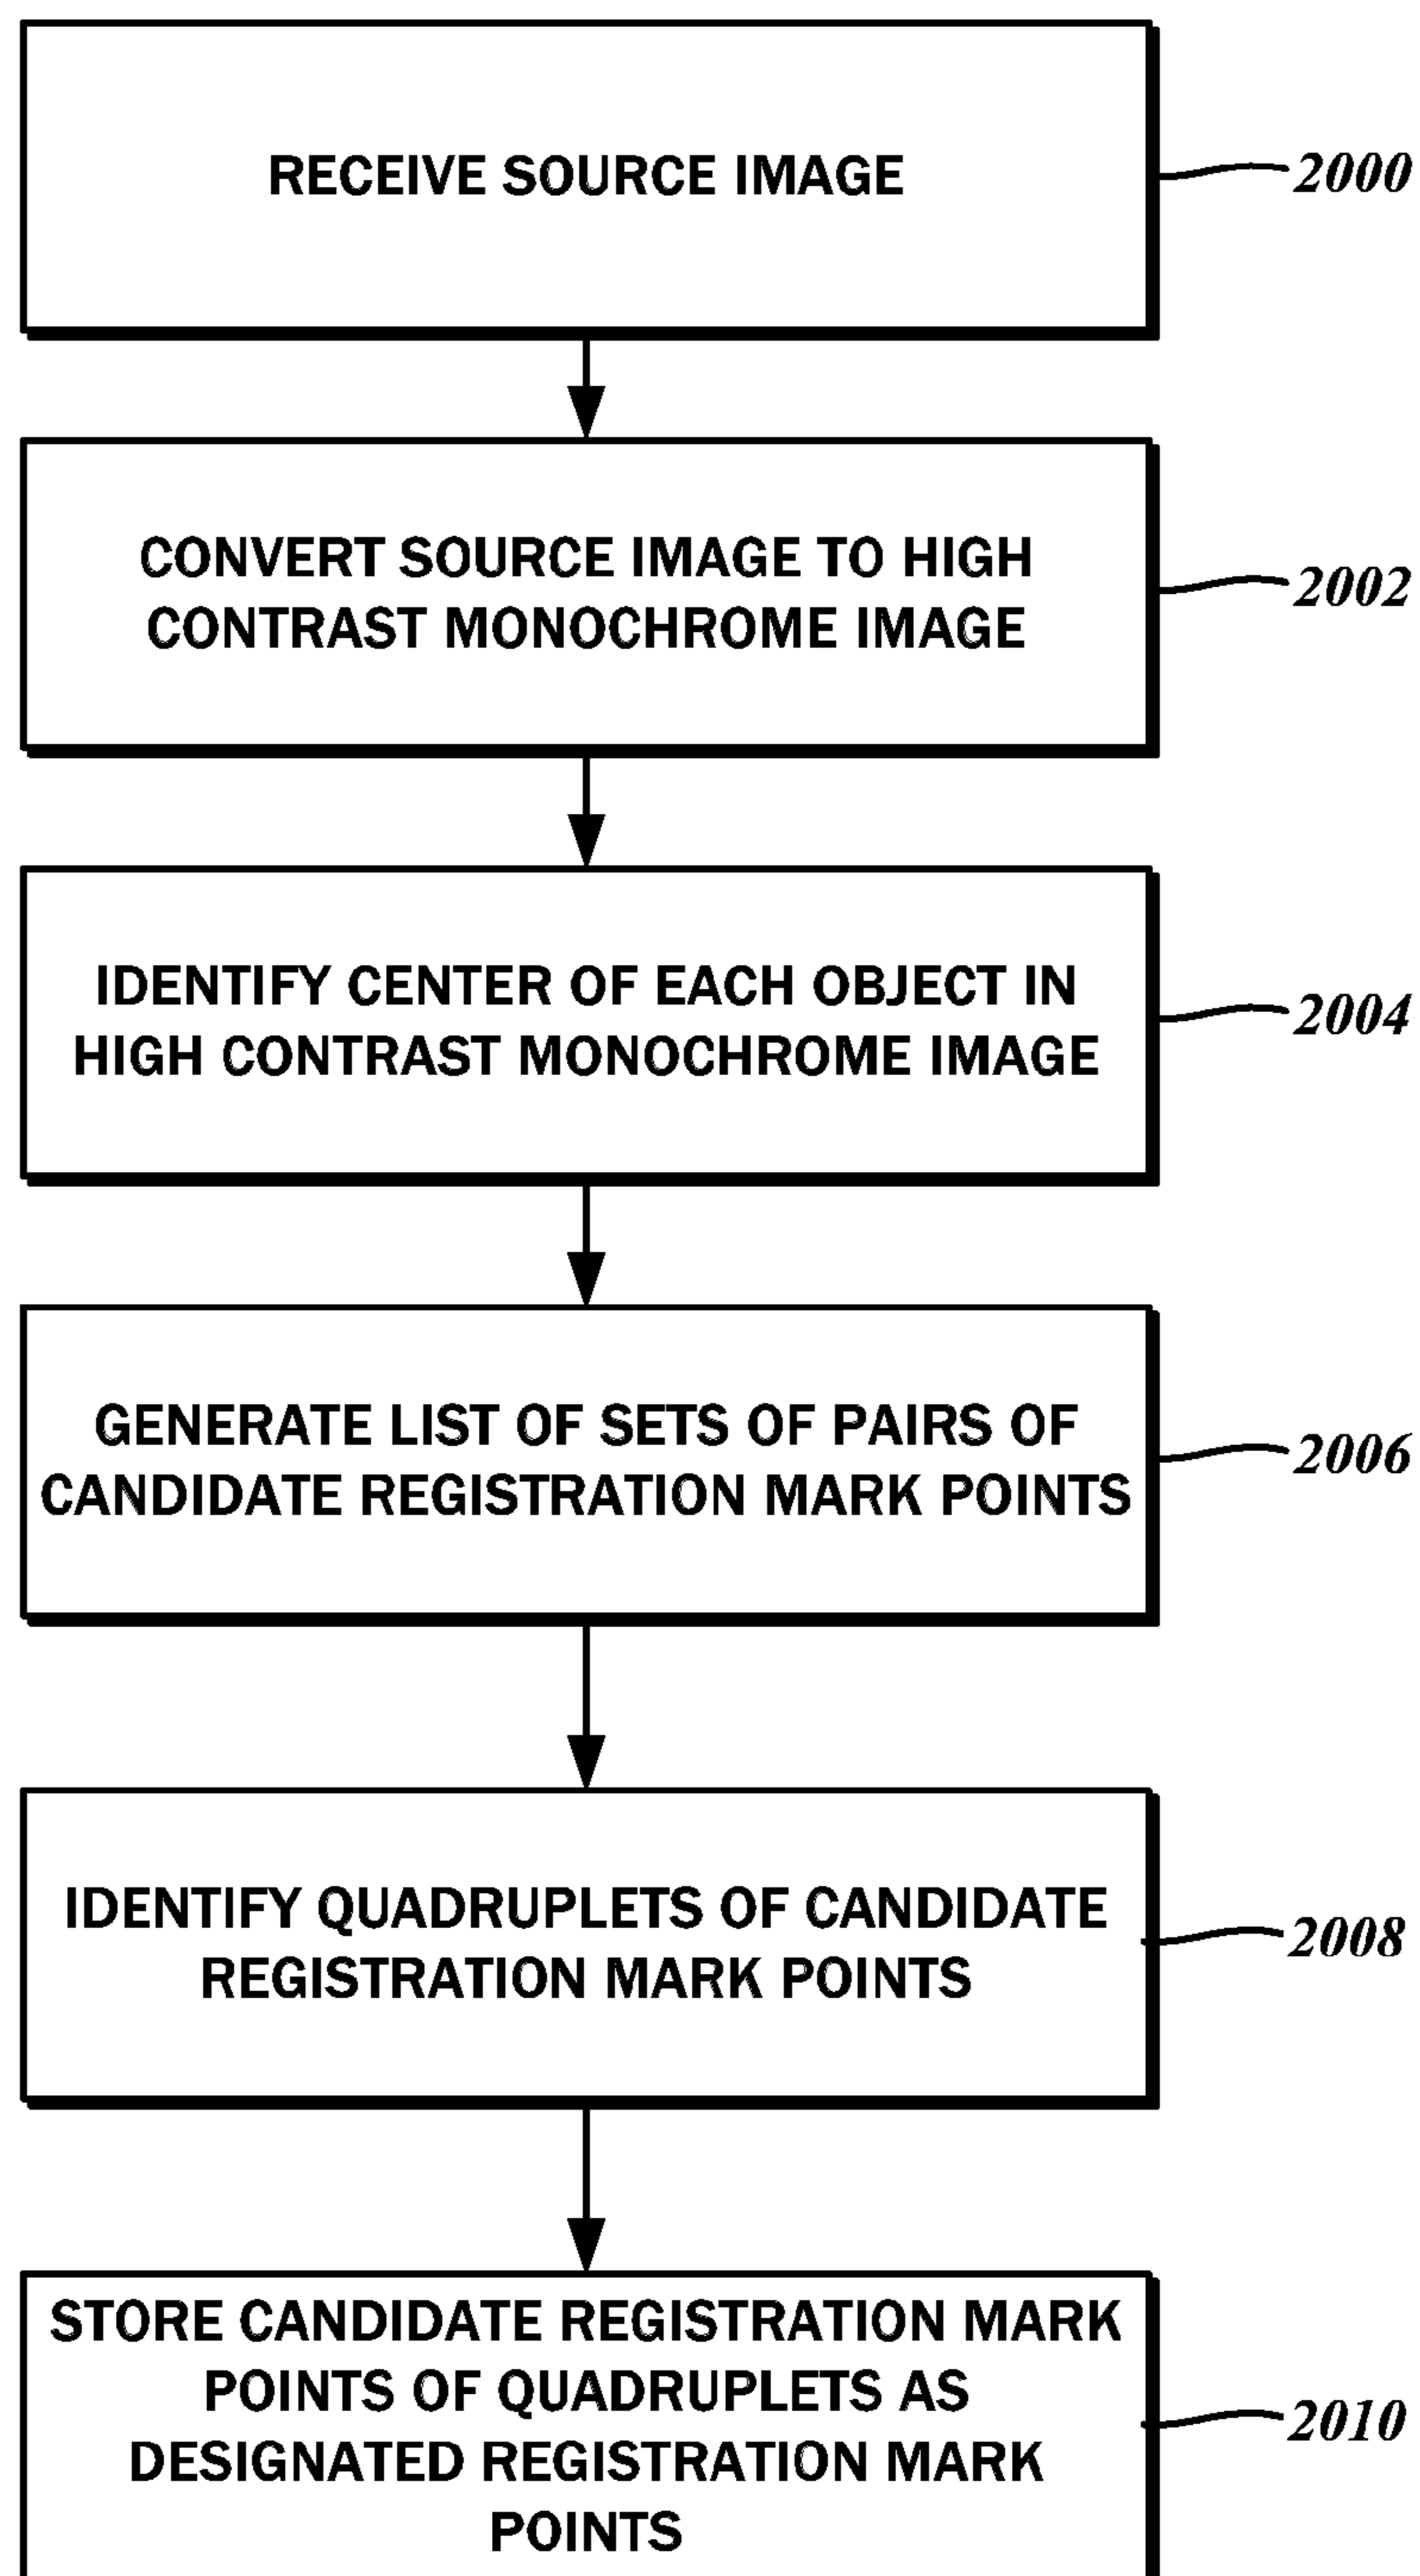 RECEIVE SOURCE IMAGE
2000
CONVERT SOURCE IMAGE TO HIGH
CONTRAST MONOCHROME IMAGE
2002
IDENTIFY CENTER OF EACH OBJECT IN
HIGH CONTRAST MONOCHROME IMAGE
2004
GENERATE LIST OF SETS OF PAIRS OF
CANDIDATE REGISTRATION MARK POINTS
2006
IDENTIFY QUADRUPLETS OF CANDIDATE
REGISTRATION MARK POINTS
2008
STORE CANDIDATE REGISTRATION MARK
POINTS OF QUADRUPLETS AS
DESIGNATED REGISTRATION MARK
POINTS
2010